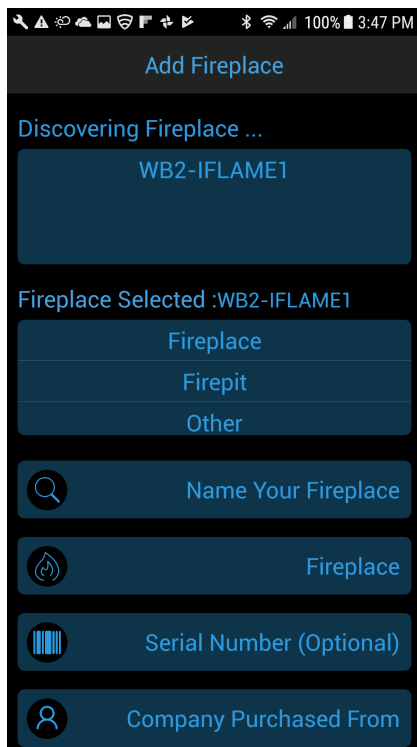 100% 3:47 PM
Add Fireplace
Discovering Fireplace ...
WB2-IFLAME1
Fireplace Selected :WB2-IFLAME1
Fireplace
Firepit
Other
Name Your Fireplace
Fireplace
Serial Number (Optional)
Company Purchased From